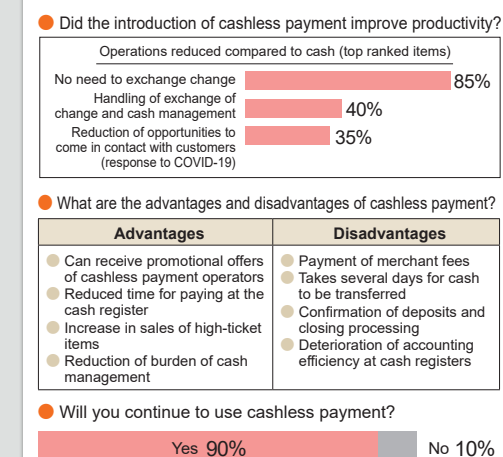 Did the introduction of cashless payment improve productivity?
Operations reduced compared to cash (top ranked items)
No need to exchange change 85%
Handling of exchange of
change and cash management 40%
Reduction of opportunities to
come in contact with customers
(response to COVID-19) 35%
What are the advantages and disadvantages of cashless payment?
Advantages
Can receive promotional offers
of cashless payment operators
Reduced time for paying at the
cash register
Increase in sales of high-ticket
items
Reduction of burden of cash
management
Disadvantages
Payment of merchant fees
Takes several days for cash
to be transferred
Confirmation of deposits and
closing processing
Deterioration of accounting
efficiency at cash registers
Will you continue to use cashless payment?
Yes 90% No 10%